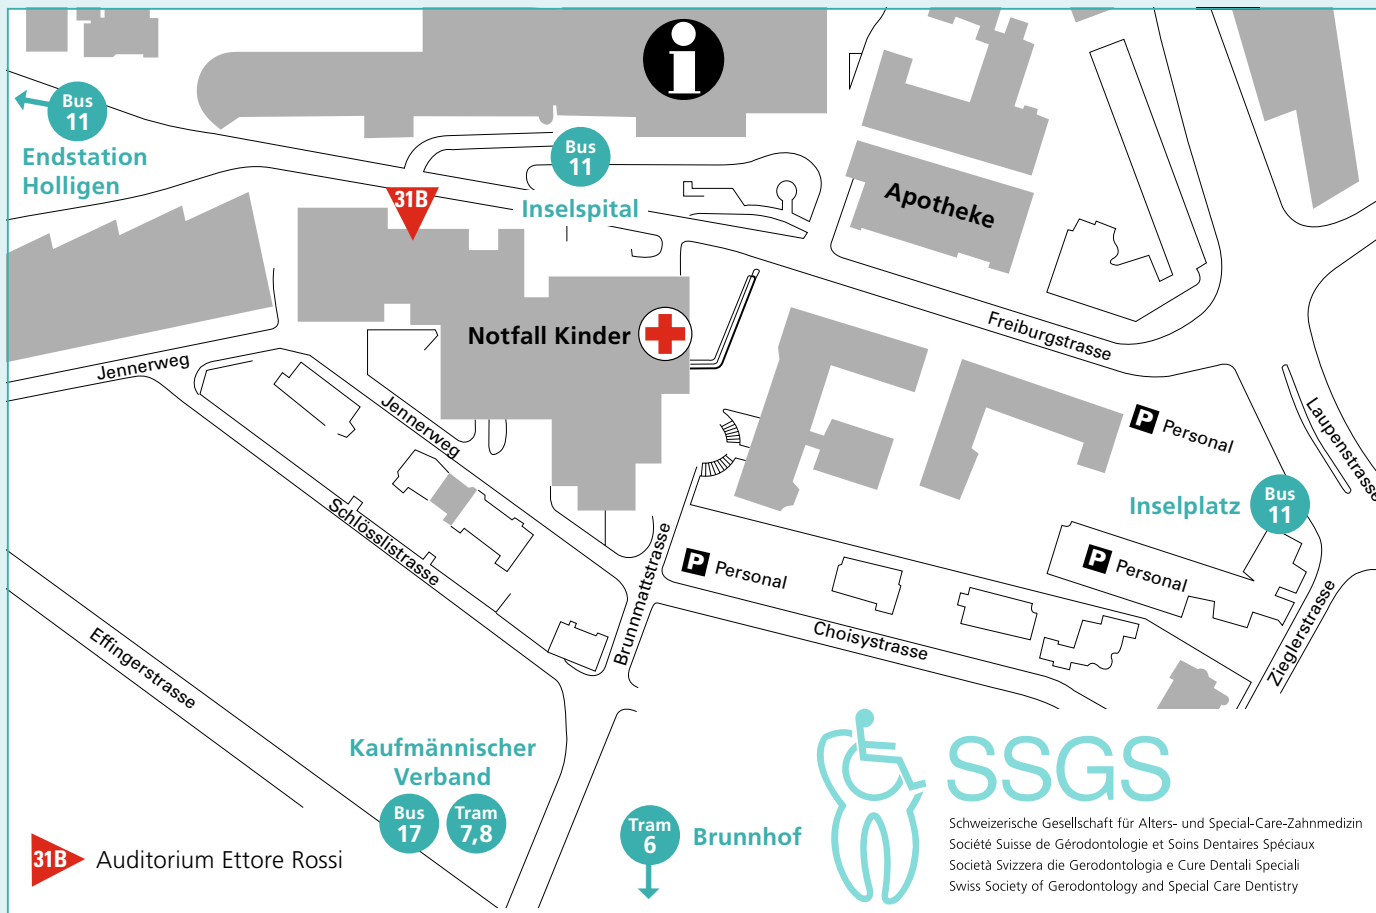 Bus
11
Endstation
Holligen
Bus
11
Inselspital
31B
Apotheke
Notfall Kinder
Freiburgstrasse
Jennerweg
Jennerweg
Laupenstrasse
P Personal
Inselplatz
Bus
11
Schlösslistrasse
Brunnmattstrasse
P Personal
P Personal
Choisystrasse
Zieglerstrasse
Effingerstrasse
Kaufmännischer
Verband
Bus
17
Tram
7,8
Tram
6
Brunnhof
31B Auditorium Ettore Rossi
SSGS
Schweizerische Gesellschaft für Alters- und Special-Care-Zahnmedizin
Société Suisse de Gérodontologie et Soins Dentaires Spéciaux
Società Svizzera die Gerodontologia e Cure Dentali Speciali
Swiss Society of Gerodontology and Special Care Dentistry